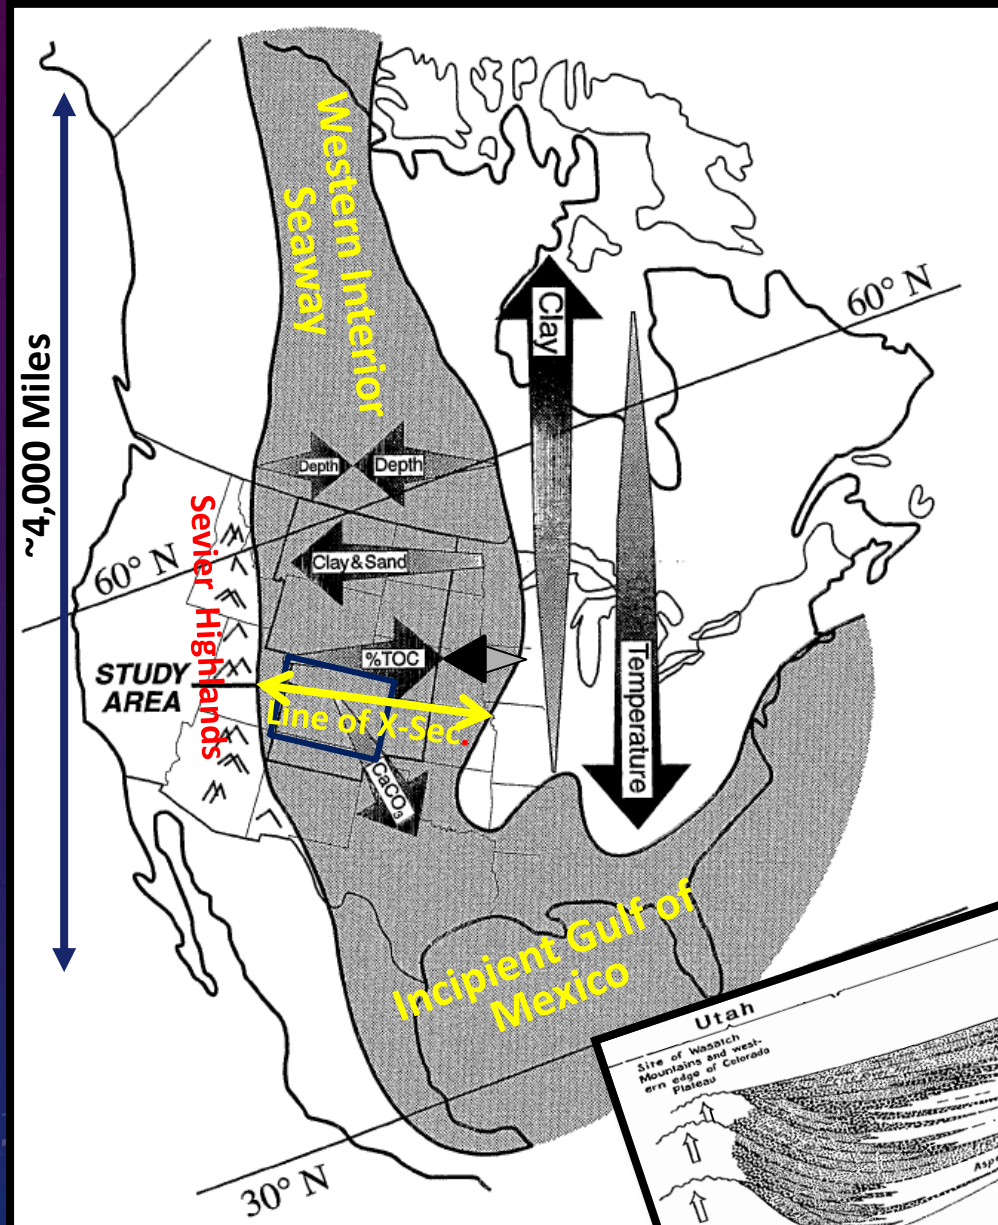 Western Interior
Seaway
Clay
60° N
~4,000 Miles
Depth
Depth
Sevier Highlands
Clay&Sand
60° N
%TOC
STUDY
AREA
Line of X-Sec.
Temperature
CaCO₃
Incipient Gulf of
Mexico
Utah
Site of Wasatch
Mountains and west-
ern edge of Colorado
Plateau
Asp
30° N